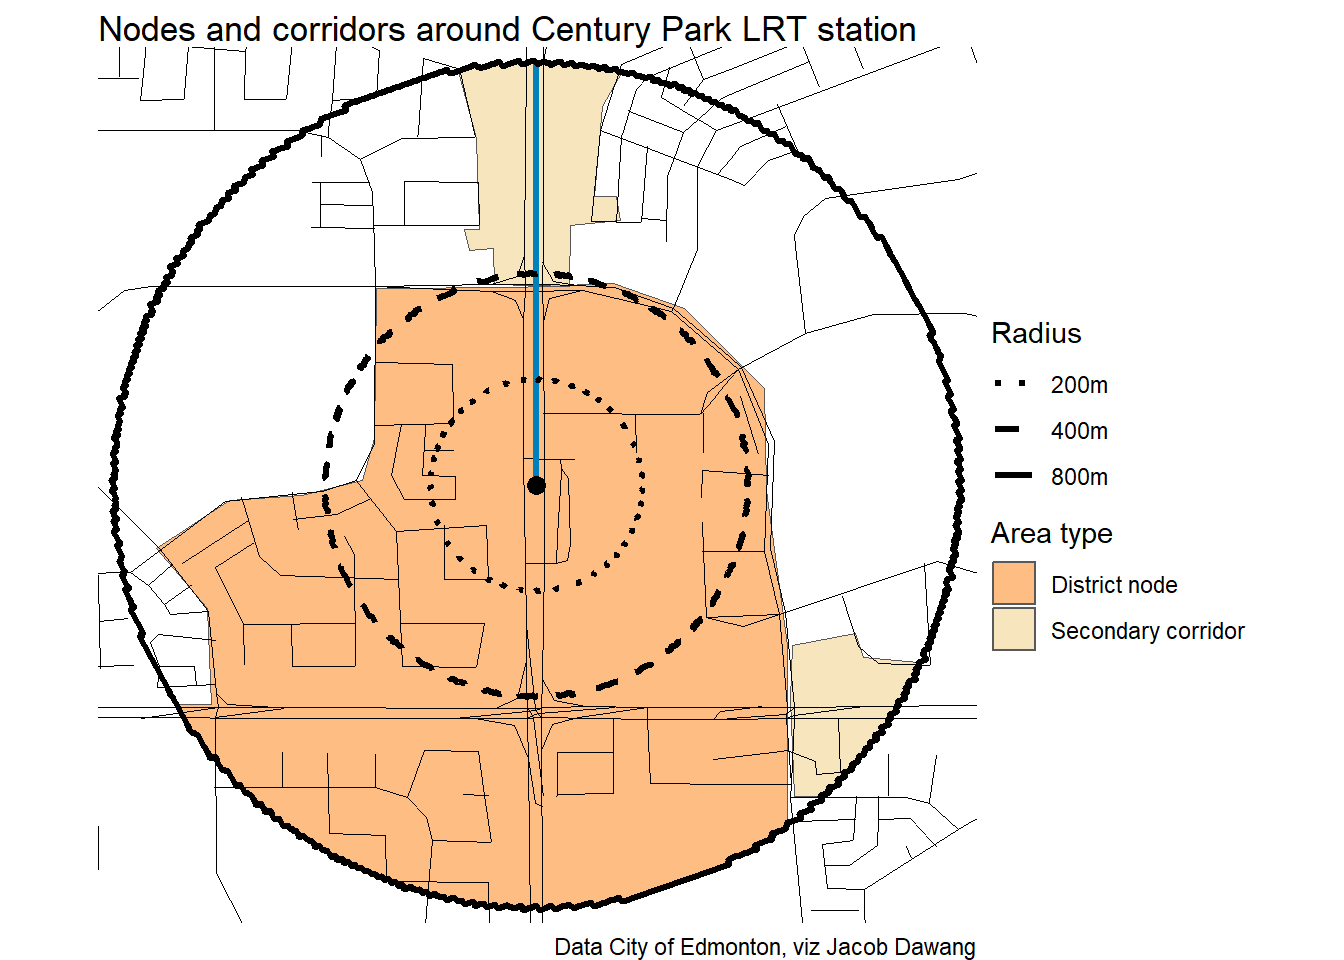 Nodes and corridors around Century Park LRT station
Radius
200m
400m
800m
Area type
District node
Secondary corridor
Data City of Edmonton, viz Jacob Dawang